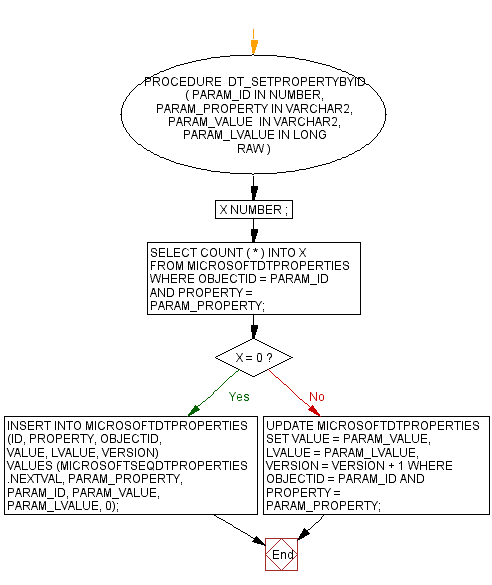 PROCEDURE DT_SETPROPERTYBYID
( PARAM_ID IN NUMBER,
PARAM_PROPERTY IN VARCHAR2,
PARAM_VALUE IN VARCHAR2,
PARAM_LVALUE IN LONG
RAW )
X NUMBER ;
SELECT COUNT ( * ) INTO X
FROM MICROSOFTDTPROPERTIES
WHERE OBJECTID = PARAM_ID
AND PROPERTY =
PARAM_PROPERTY;
X = 0 ?
Yes
No
INSERT INTO MICROSOFTDTPROPERTIES
(ID, PROPERTY, OBJECTID,
VALUE, LVALUE, VERSION)
VALUES (MICROSOFTSEQDTPROPERTIES
.NEXTVAL, PARAM_PROPERTY,
PARAM_ID, PARAM_VALUE,
PARAM_LVALUE, 0);
UPDATE MICROSOFTDTPROPERTIES
SET VALUE = PARAM_VALUE,
LVALUE = PARAM_LVALUE,
VERSION = VERSION + 1 WHERE
OBJECTID = PARAM_ID AND
PROPERTY =
PARAM_PROPERTY;
End